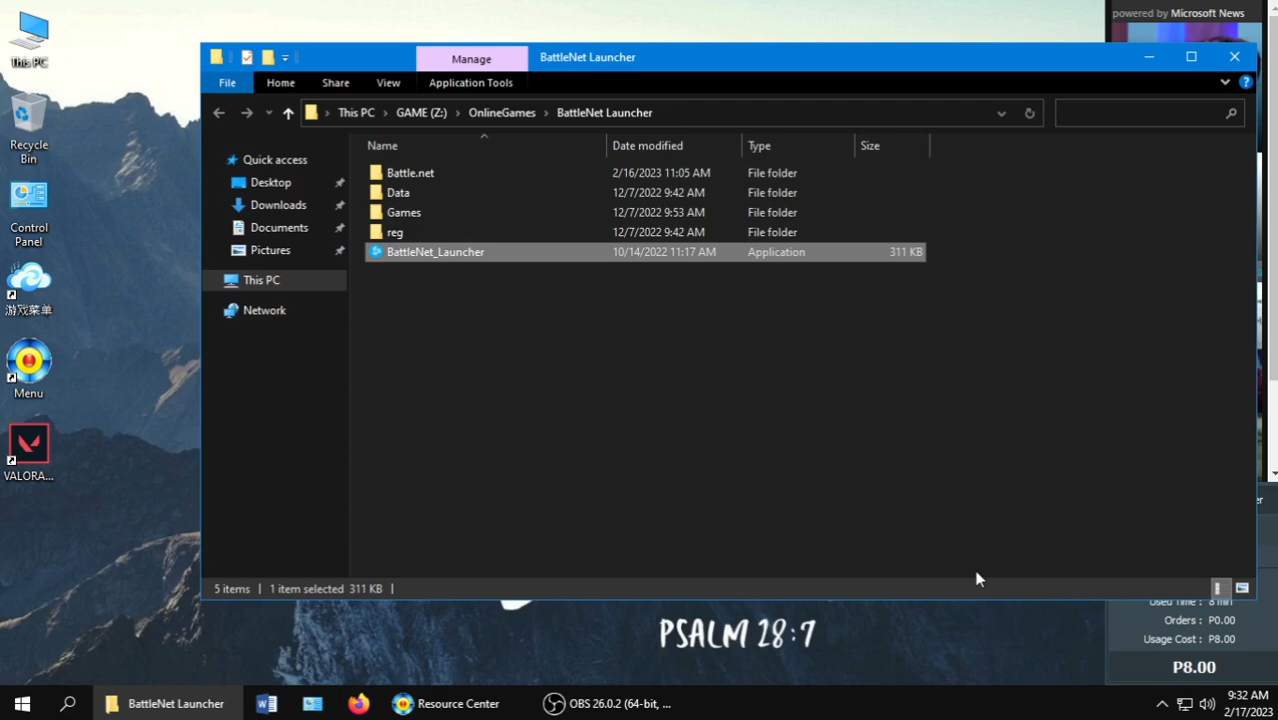 powered by Microsoft News
This PC
Recycle Bin
Control Panel
游戏菜单
Menu
VALORA...
Manage
BattleNet Launcher
File
Home
Share
View
Application Tools
This PC
GAME (Z:)
OnlineGames
BattleNet Launcher
Quick access
Desktop
Downloads
Documents
Pictures
This PC
Network
Name Date modified Type Size
Battle.net 2/16/2023 11:05 AM File folder
Data 12/7/2022 9:42 AM File folder
Games 12/7/2022 9:53 AM File folder
reg 12/7/2022 9:42 AM File folder
BattleNet_Launcher 10/14/2022 11:17 AM Application 311 KB
5 items 1 item selected 311 KB
PSALM 28:7
Used Time : 8 min
Orders : P0.00
Usage Cost : P8.00
P8.00
BattleNet Launcher
Resource Center
OBS 26.0.2 (64-bit, ...
9:32 AM
2/17/2023